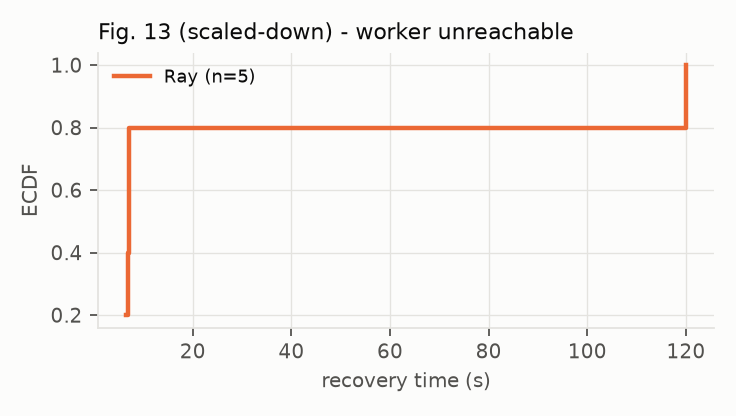 Fig. 13 (scaled-down) - worker unreachable
Ray (n=5)
1.0
0.8
0.6
0.4
0.2
ECDF
20 40 60 80 100 120
recovery time (s)